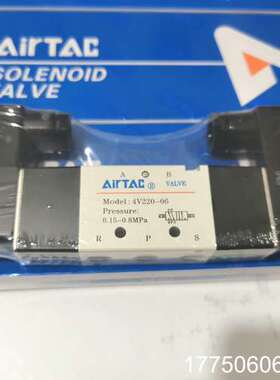 AirTAC
SOLENOID
VALVE
A B
AirTAC ® VALVE
Model: 4V220-06
Pressure:
0.15-0.8MPa
R P S
17750606